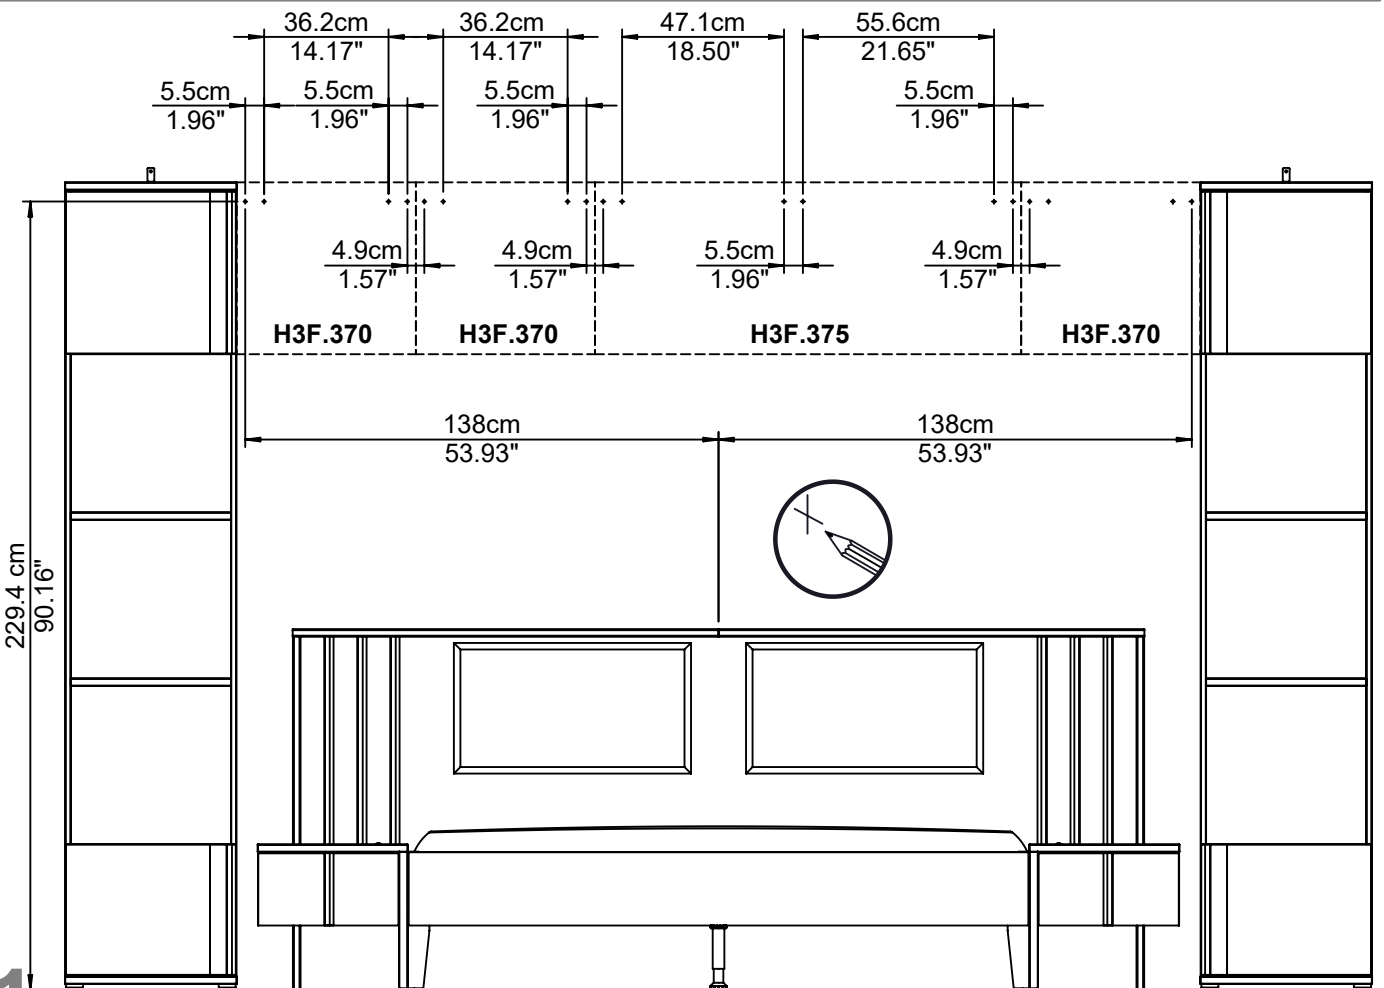 36.2cm
14.17"
36.2cm
14.17"
47.1cm
18.50"
55.6cm
21.65"
5.5cm
1.96"
5.5cm
1.96"
5.5cm
1.96"
5.5cm
1.96"
4.9cm
1.57"
4.9cm
1.57"
5.5cm
1.96"
4.9cm
1.57"
H3F.370
H3F.370
H3F.375
H3F.370
138cm
53.93"
138cm
53.93"
229.4 cm
90.16"
1